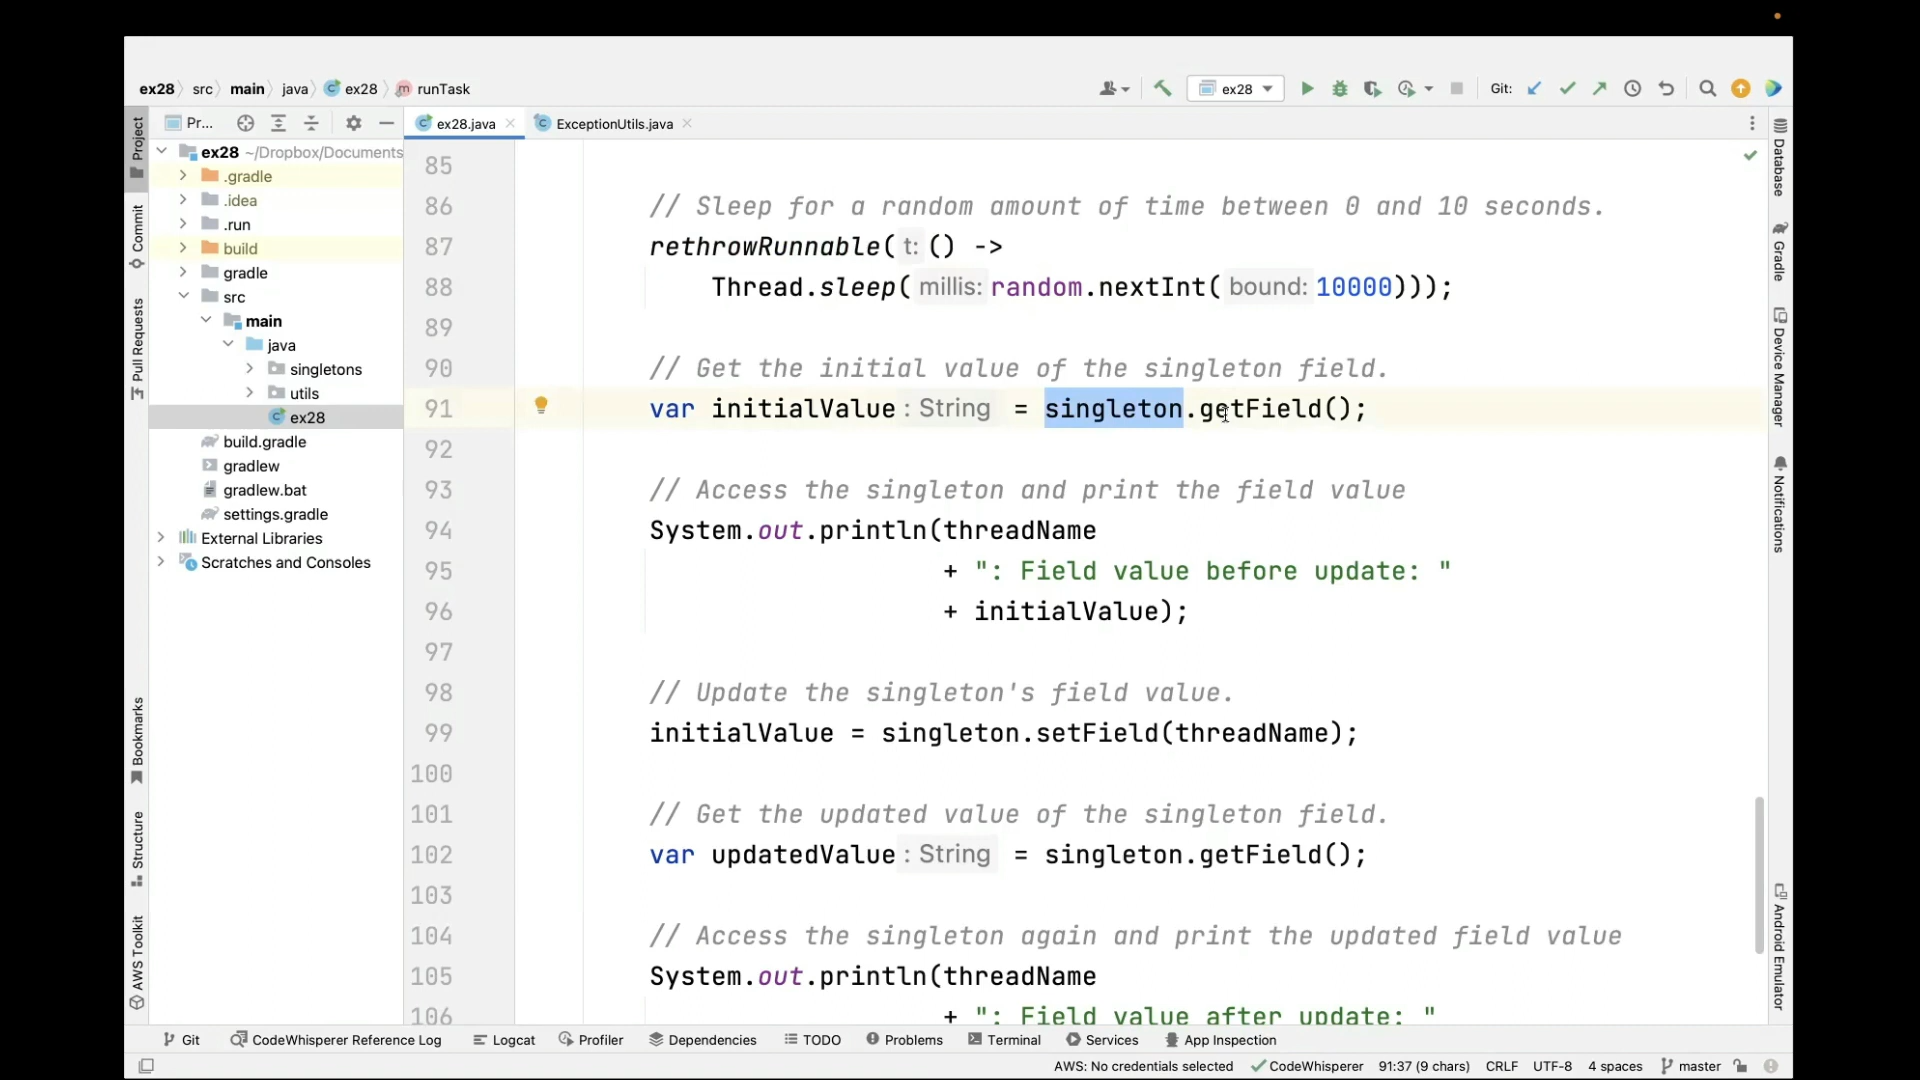 ex28 src main java ex28 runTask
ex28
Git:
Project
Pr...
ex28.java
ExceptionUtils.java
ex28 ~/Dropbox/Documents
.gradle
.idea
.run
build
gradle
src
main
java
singletons
utils
ex28
build.gradle
gradlew
gradlew.bat
settings.gradle
External Libraries
Scratches and Consoles
Commit
Pull Requests
Bookmarks
Structure
AWS Toolkit
85
86 // Sleep for a random amount of time between 0 and 10 seconds.
87 rethrowRunnable( t: () ->
88 Thread.sleep( millis: random.nextInt( bound: 10000)));
89
90 // Get the initial value of the singleton field.
91 var initialValue : String = singleton.getField();
92
93 // Access the singleton and print the field value
94 System.out.println(threadName
95 + ": Field value before update: "
96 + initialValue);
97
98 // Update the singleton's field value.
99 initialValue = singleton.setField(threadName);
100
101 // Get the updated value of the singleton field.
102 var updatedValue : String = singleton.getField();
103
104 // Access the singleton again and print the updated field value
105 System.out.println(threadName
106 + ": Field value after update: "
Database
Gradle
Device Manager
Notifications
Android Emulator
Git CodeWhisperer Reference Log Logcat Profiler Dependencies TODO Problems Terminal Services App Inspection
AWS: No credentials selected CodeWhisperer 91:37 (9 chars) CRLF UTF-8 4 spaces master